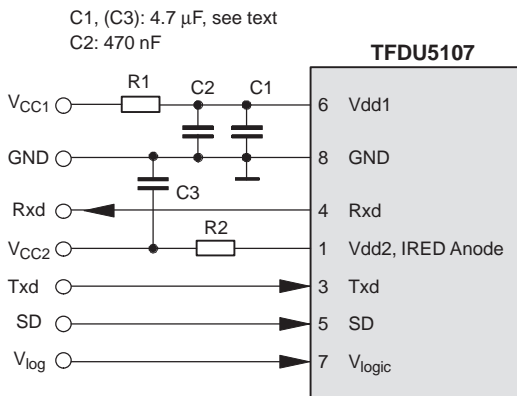 C1, (C3): 4.7 μF, see text
C2: 470 nF
TFDU5107
R1
C2
C1
VCC1
6 Vdd1
GND
8 GND
C3
Rxd
4 Rxd
R2
VCC2
1 Vdd2, IRED Anode
Txd
3 Txd
SD
5 SD
Vlog
7 Vlogic